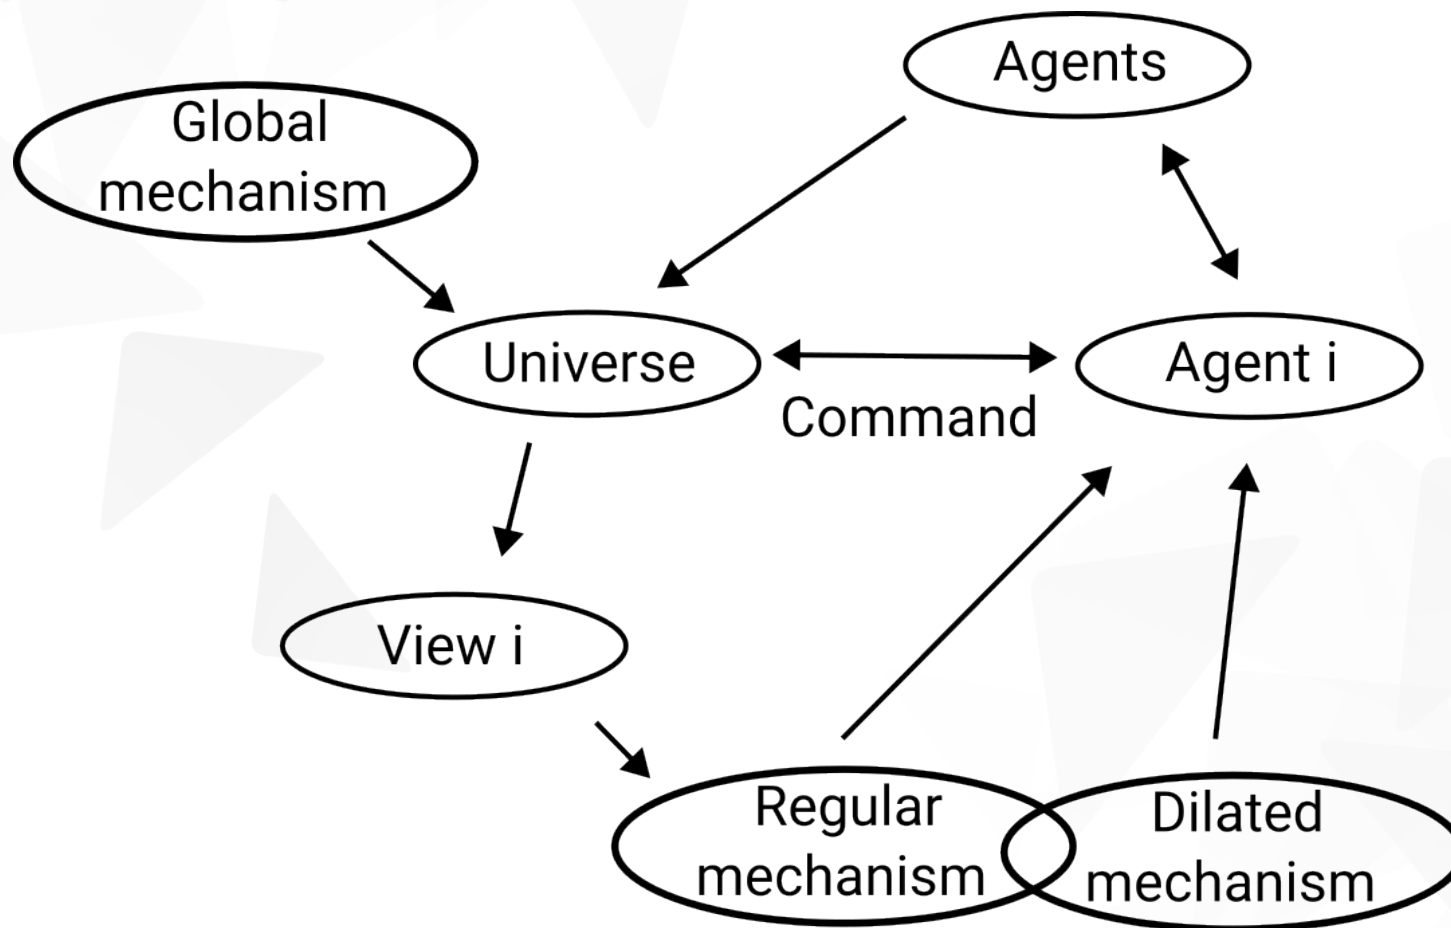 Agents
Global
mechanism
Universe
Agent i
Command
View i
Regular
mechanism
Dilated
mechanism